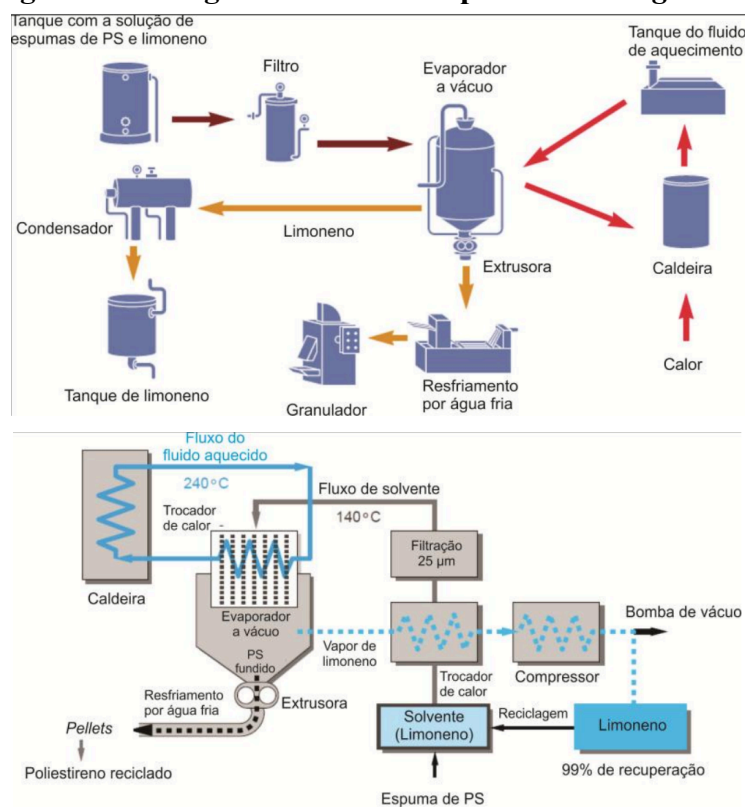 Tanque com a solução de
espumas de PS e limoneno
Filtro
Evaporador
a vácuo
Tanque do fluido
de aquecimento
Condensador
Limoneno
Extrusora
Caldeira
Tanque de limoneno
Granulador
Resfriamento
por água fria
Calor
Fluxo do
fluido aquecido
240°C
Fluxo de solvente
140°C
Trocador
de calor
Filtração
25 µm
Caldeira
Evaporador
a vácuo
PS
fundido
Vapor de
limoneno
Trocador
de calor
Compressor
Bomba de vácuo
Resfriamento
por água fria
Extrusora
Pellets
Poliestireno reciclado
Solvente
(Limoneno)
Reciclagem
Limoneno
99% de recuperação
Espuma de PS